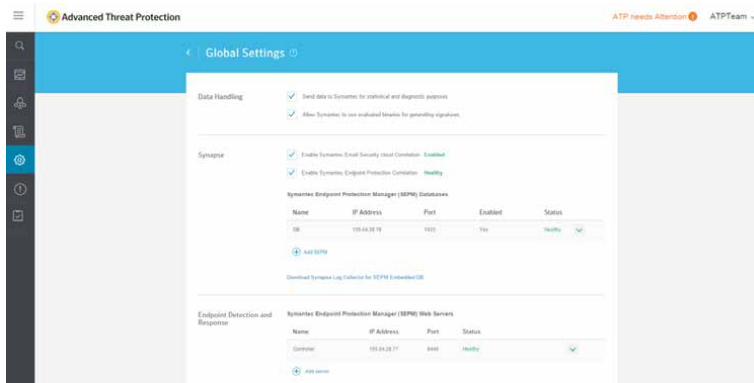 Advanced Threat Protection
ATP needs Attention
ATPTeam
Global Settings
Data Handling
Send data to Symantec for statistical and diagnostic purposes
Allow Symantec to use evaluated binaries for generating signatures
Synapse
Enable Symantec Email Security.cloud Correlation Enabled
Enable Symantec Endpoint Protection Correlation Healthy
Symantec Endpoint Protection Manager (SEPM) Databases
Name IP Address Port Enabled Status
DB Yes Healthy
Add SEPM
Download Synapse Log Collector for SEPM Embedded DB
Endpoint Detection and
Response
Symantec Endpoint Protection Manager (SEPM) Web Servers
Name IP Address Port Status
Controller Healthy
Add server